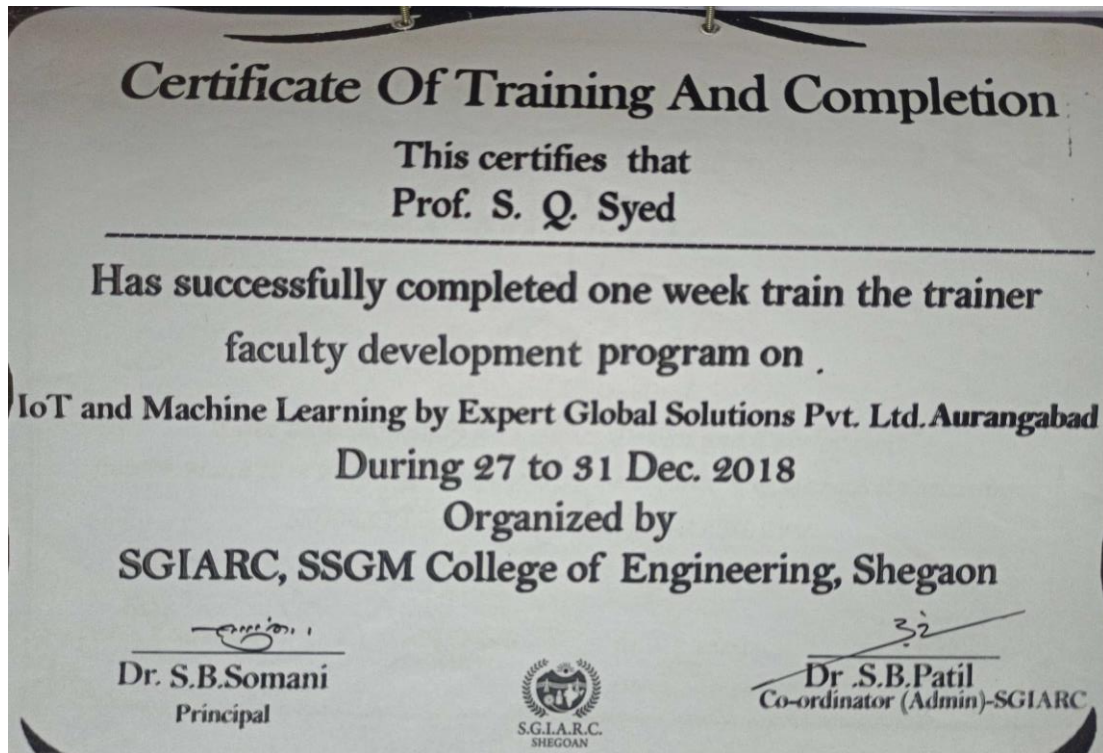 Certificate Of Training And Completion
This certifies that
Prof. S. Q. Syed
Has successfully completed one week train the trainer
faculty development program on .
IoT and Machine Learning by Expert Global Solutions Pvt. Ltd. Aurangabad
During 27 to 31 Dec. 2018
Organized by
SGIARC, SSGM College of Engineering, Shegaon
Dr. S.B.Somani
Principal
S.G.I.A.R.C.
SHEGOAN
Dr .S.B.Patil
Co-ordinator (Admin)-SGIARC